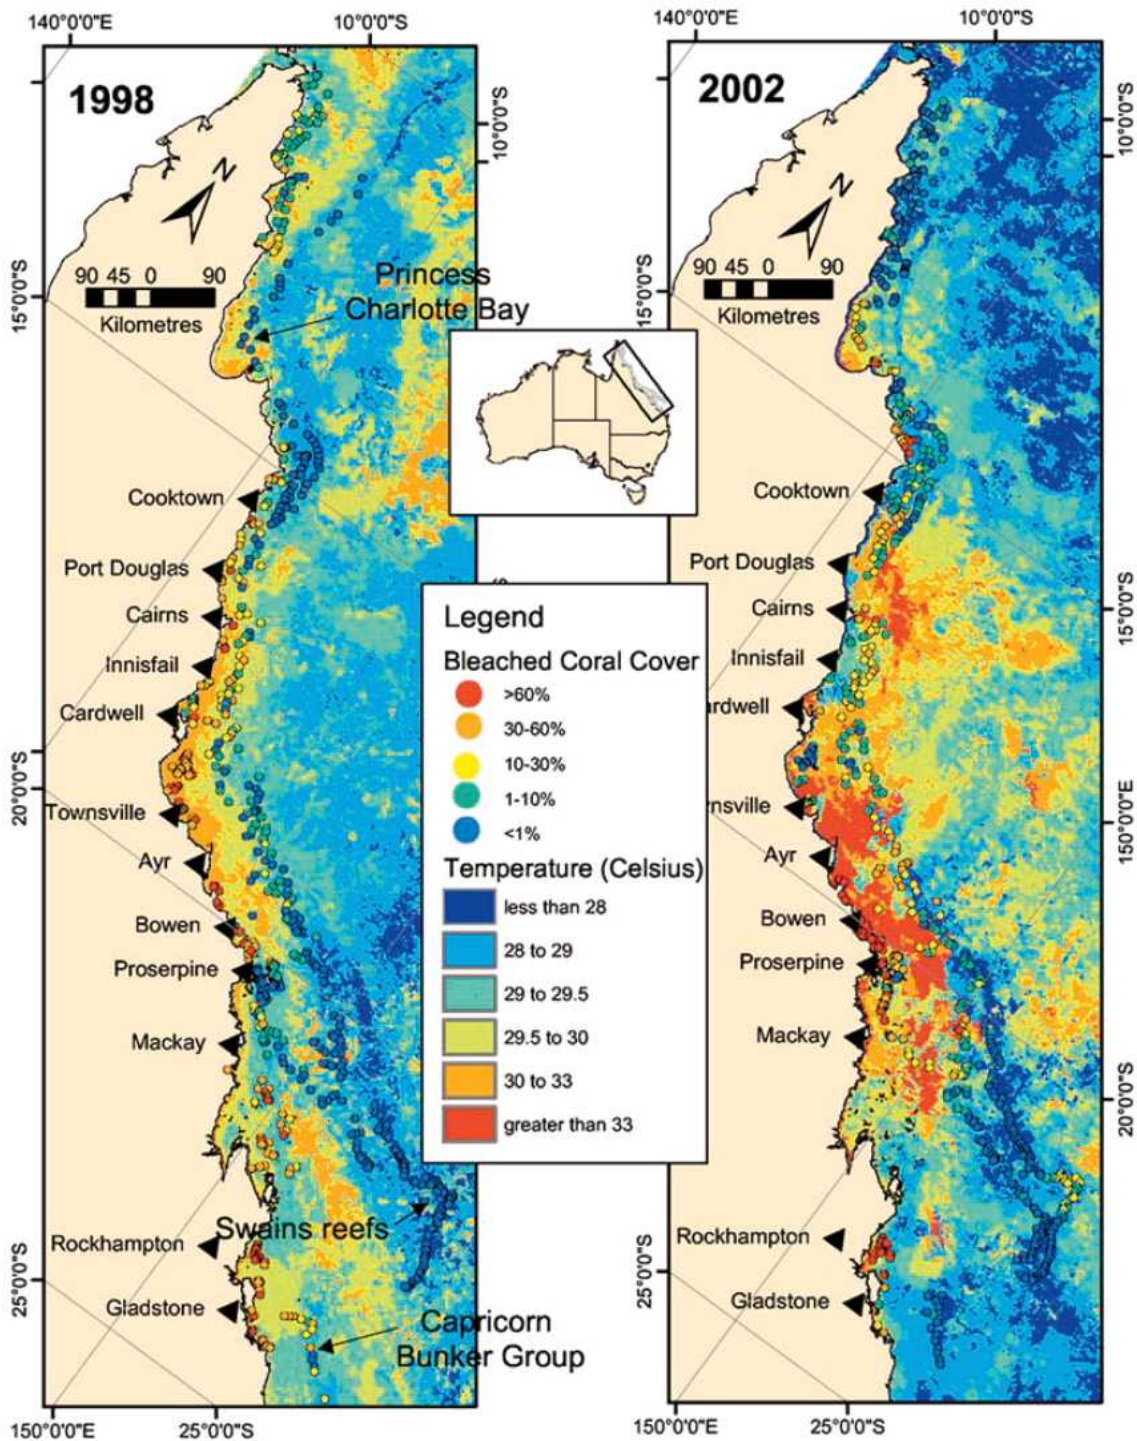 140°0'0"E
10°0'0"S
1998
N
10°0'0"S
90 45 0 90
Kilometres
15°0'0"S
Princess
Charlotte Bay
Cooktown
Port Douglas
Cairns
Innisfail
Cardwell
20°0'0"S
Townsville
Ayr
Bowen
Proserpine
Mackay
Swains reefs
Rockhampton
25°0'0"S
Gladstone
Capricorn
Bunker Group
150°0'0"E
25°0'0"S
Legend
Bleached Coral Cover
>60%
30-60%
10-30%
1-10%
<1%
Temperature (Celsius)
less than 28
28 to 29
29 to 29.5
29.5 to 30
30 to 33
greater than 33
140°0'0"E
10°0'0"S
2002
N
10°0'0"S
90 45 0 90
Kilometres
15°0'0"S
Cooktown
Port Douglas
Cairns
15°0'0"S
Innisfail
ardwell
wnsville
150°0'0"E
Ayr
Bowen
Proserpine
Mackay
20°0'0"S
Rockhampton
25°0'0"S
Gladstone
150°0'0"E
25°0'0"S